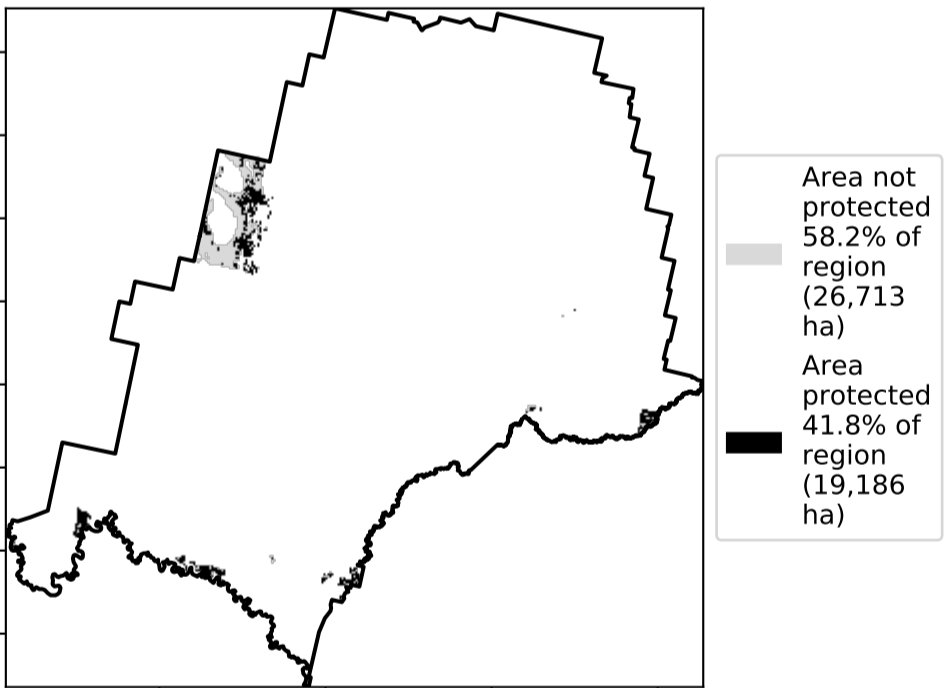 Area not
protected
58.2% of
region
(26,713
ha)
Area
protected
41.8% of
region
(19,186
ha)